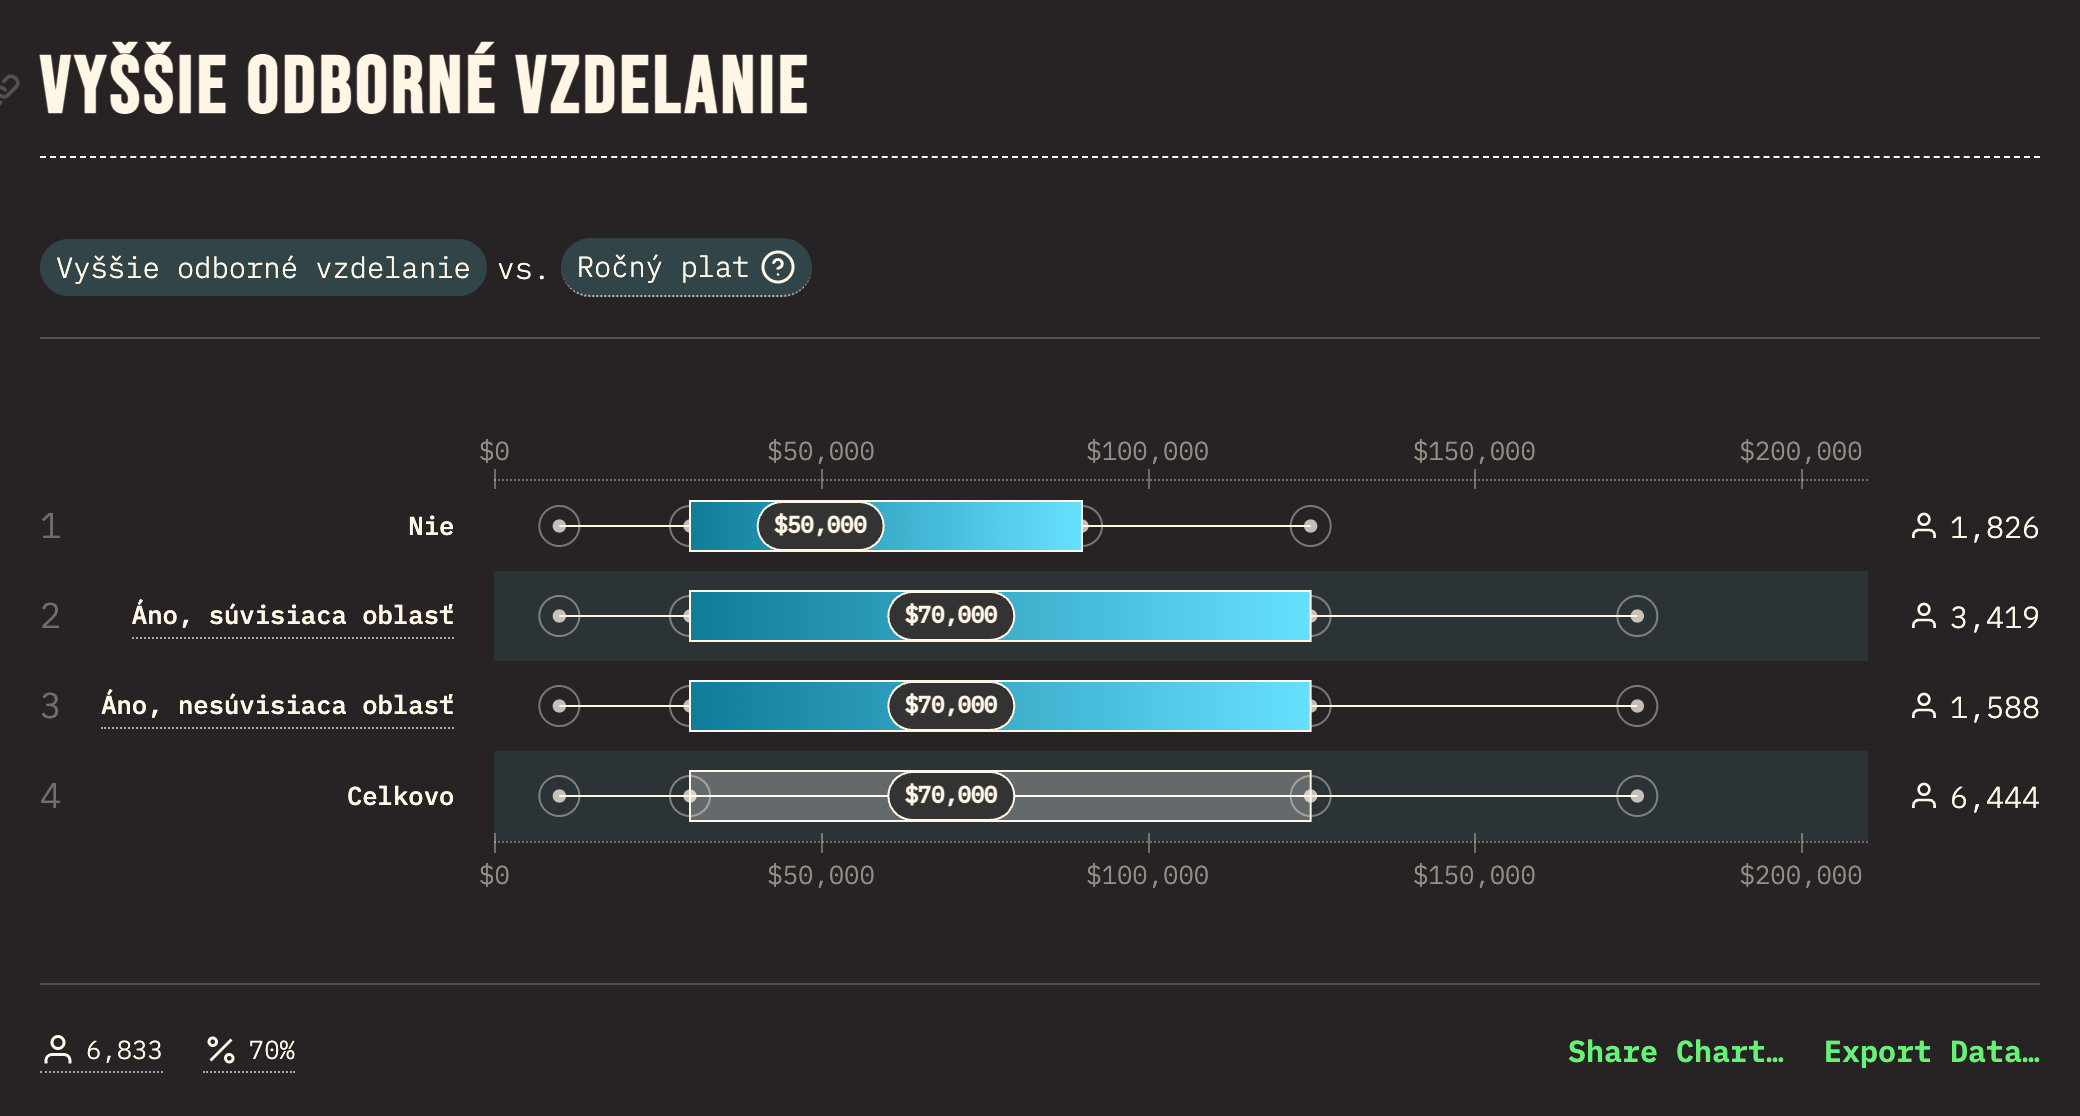 VYŠŠIE ODBORNÉ VZDELANIE
Vyššie odborné vzdelanie vs. Ročný plat ?
$0 $50,000 $100,000 $150,000 $200,000
1 Nie $50,000 1,826
2 Áno, súvisiaca oblasť $70,000 3,419
3 Áno, nesúvisiaca oblasť $70,000 1,588
4 Celkovo $70,000 6,444
$0 $50,000 $100,000 $150,000 $200,000
6,833 % 70% Share Chart… Export Data…